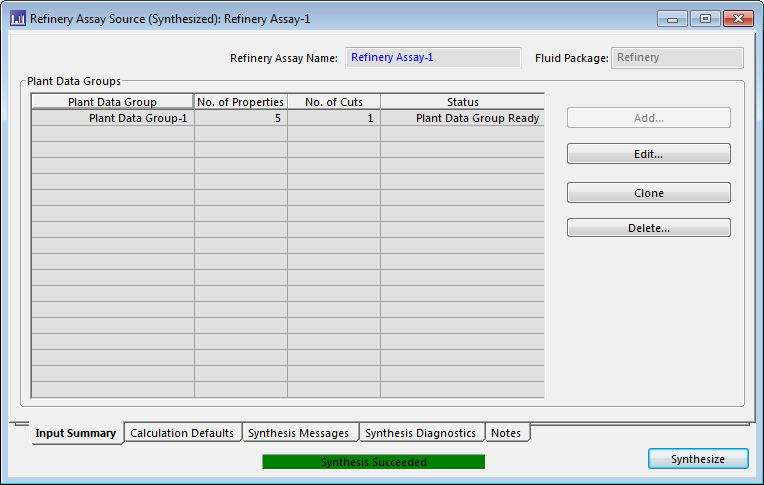 Refinery Assay Source (Synthesized): Refinery Assay-1
Refinery Assay Name: Refinery Assay-1 Fluid Package: Refinery
Plant Data Groups
Plant Data Group No. of Properties No. of Cuts Status
Plant Data Group-1 5 1 Plant Data Group Ready
Add...
Edit...
Clone
Delete...
Input Summary Calculation Defaults Synthesis Messages Synthesis Diagnostics Notes
Synthesis Succeeded
Synthesize